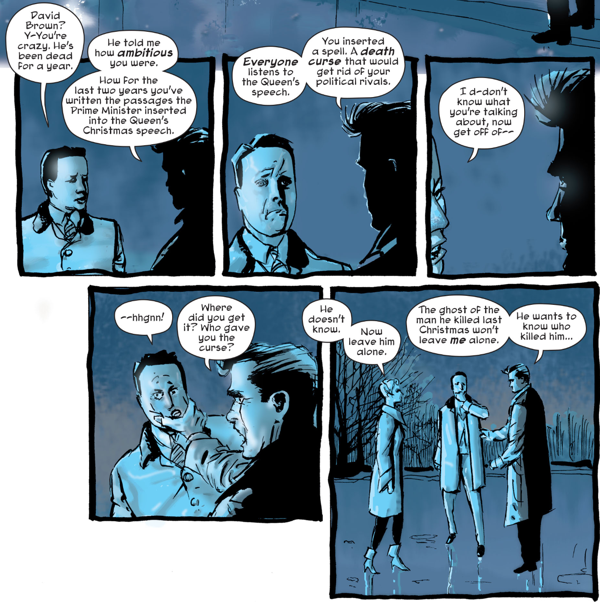 David
Brown?
Y-You're
crazy. He's
been dead
for a year.
He told me
how ambitious
you were.
How for the
last two years you've
written the passages the
Prime Minister inserted
into the Queen's
Christmas speech.
Everyone
listens to
the Queen's
speech.
You inserted
a spell. A death
curse that would
get rid of your
political rivals.
I d-don't
know what
you're talking
about, now
get off of--
--hhgnn!
Where
did you get
it? Who gave
you the
curse?
He
doesn't
know.
Now
leave him
alone.
The ghost of the
man he killed last
Christmas won't
leave me alone.
He wants to
know who
killed him...